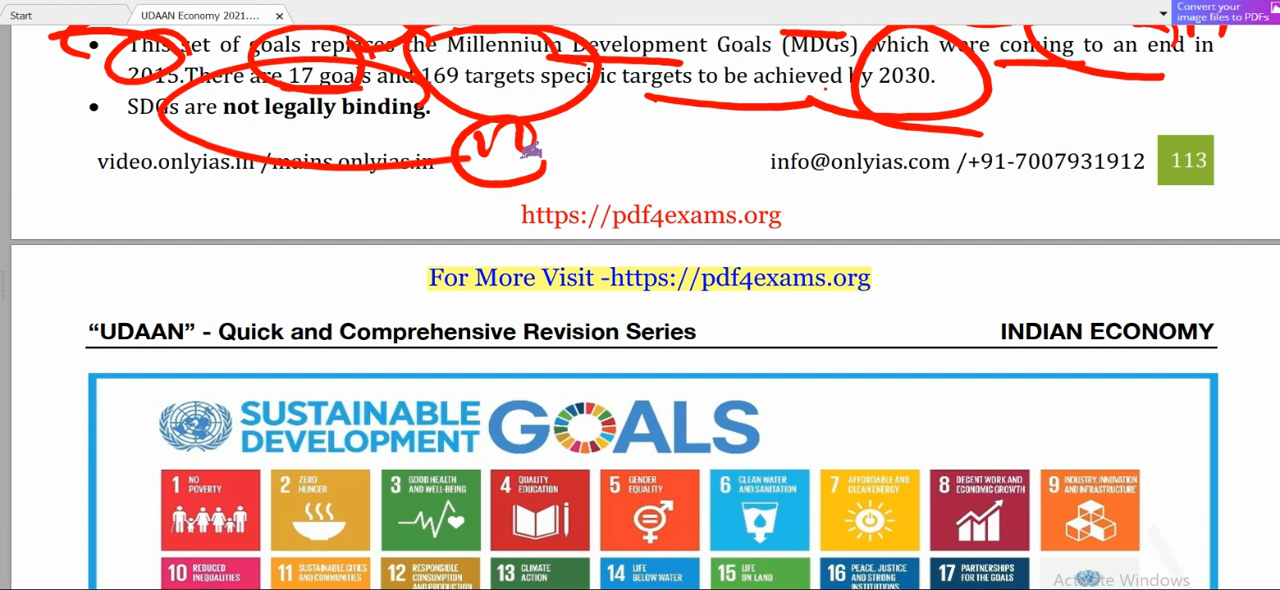 Start
UDAAN Economy 2021....
Convert your
image files to PDFs
• This set of goals replaces the Millennium Development Goals (MDGs) which were coming to an end in
2015.There are 17 goals and 169 targets specific targets to be achieved by 2030.
• SDGs are not legally binding.
video.onlyias.in /mains.onlyias.in
info@onlyias.com /+91-7007931912
113
https://pdf4exams.org
For More Visit -https://pdf4exams.org
“UDAAN” - Quick and Comprehensive Revision Series
INDIAN ECONOMY
SUSTAINABLE
DEVELOPMENT
GOALS
1 NO
POVERTY
2 ZERO
HUNGER
3 GOOD HEALTH
AND WELL-BEING
4 QUALITY
EDUCATION
5 GENDER
EQUALITY
6 CLEAN WATER
AND SANITATION
7 AFFORDABLE AND
CLEAN ENERGY
8 DECENT WORK AND
ECONOMIC GROWTH
9 INDUSTRY, INNOVATION
AND INFRASTRUCTURE
10 REDUCED
INEQUALITIES
11 SUSTAINABLE CITIES
AND COMMUNITIES
12 RESPONSIBLE
CONSUMPTION
AND PRODUCTION
13 CLIMATE
ACTION
14 LIFE
BELOW WATER
15 LIFE
ON LAND
16 PEACE, JUSTICE
AND STRONG
INSTITUTIONS
17 PARTNERSHIPS
FOR THE GOALS
Activate Windows